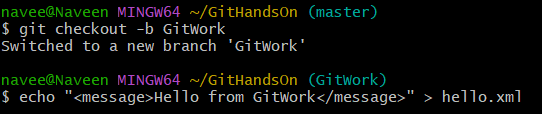 navee@Naveen MINGW64 ~/GitHandsOn (master)
$ git checkout -b GitWork
Switched to a new branch 'GitWork'
navee@Naveen MINGW64 ~/GitHandsOn (GitWork)
$ echo "<message>Hello from GitWork</message>" > hello.xml